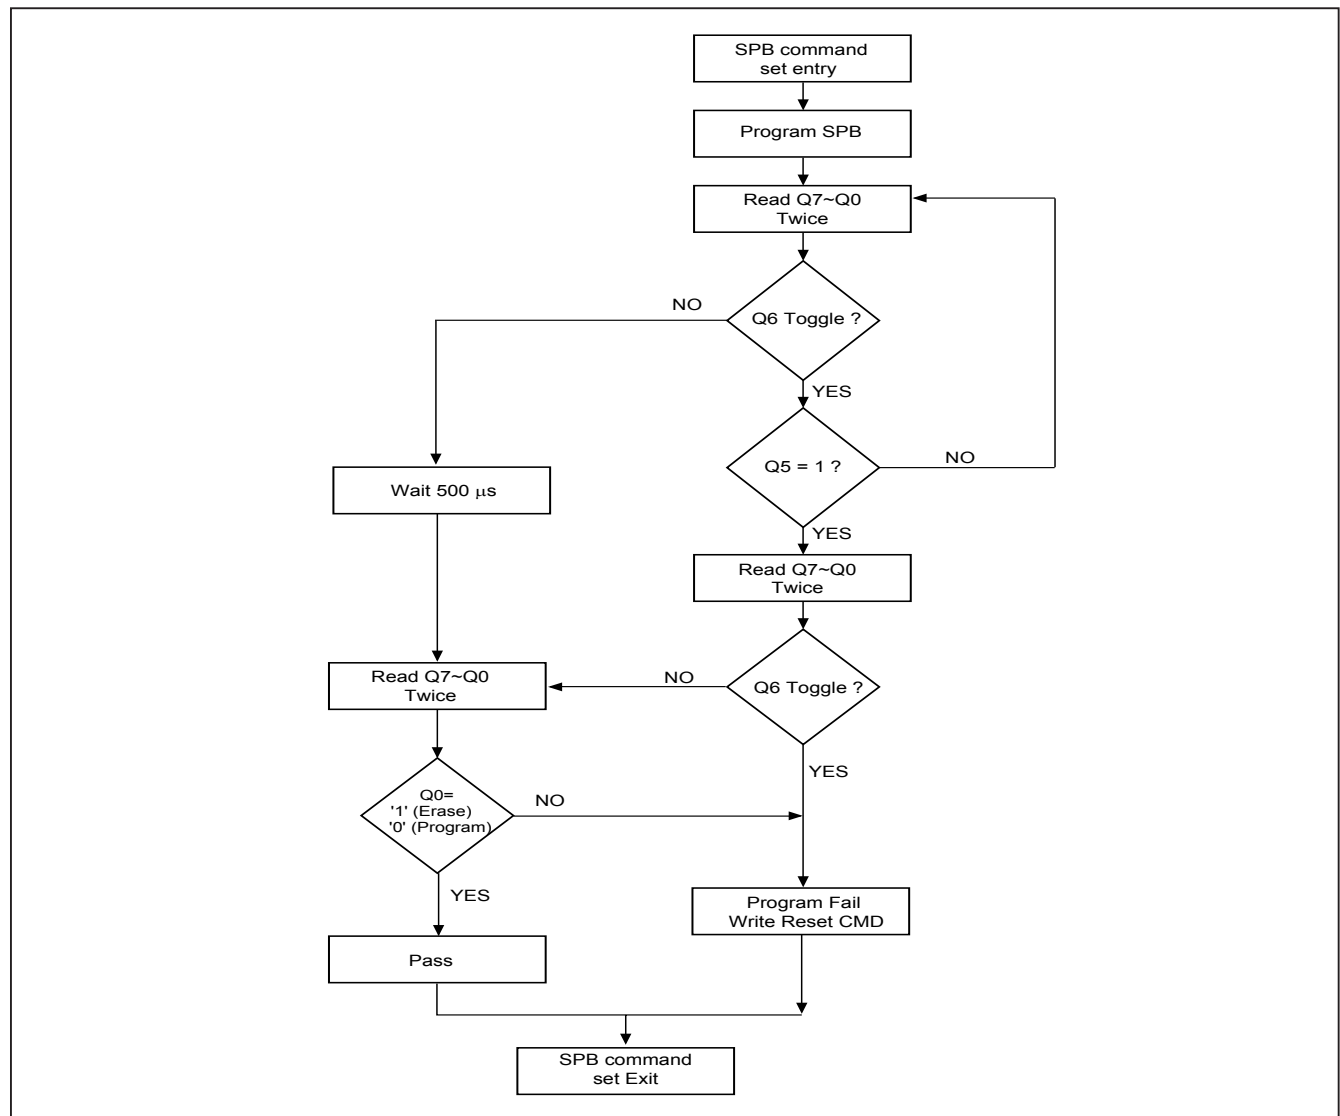 SPB command
set entry
Program SPB
Read Q7~Q0
Twice
Q6 Toggle ?
NO
YES
Q5 = 1 ?
NO
Wait 500 μs
YES
Read Q7~Q0
Twice
Read Q7~Q0
Twice
NO
Q6 Toggle ?
YES
Q0=
'1' (Erase)
'0' (Program)
NO
YES
Program Fail
Write Reset CMD
Pass
SPB command
set Exit